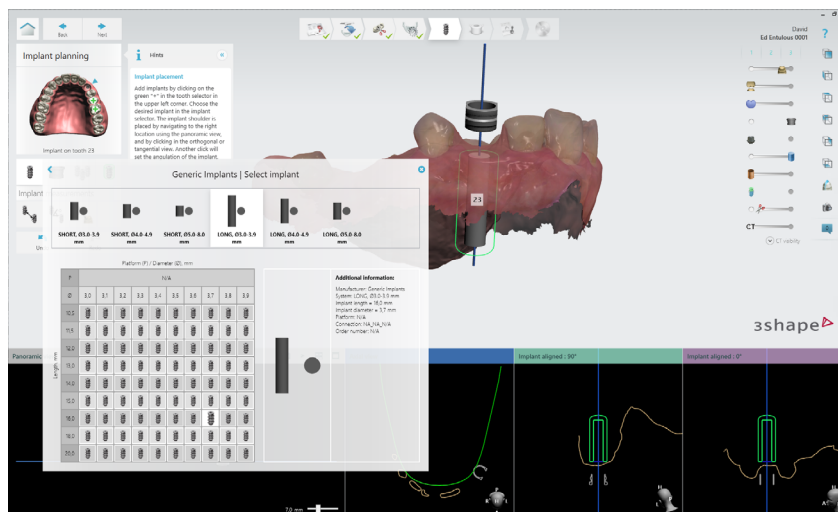 Back
Next
David
Ed Entulous 0001
?
Implant planning
Hints
Implant placement
Add implants by clicking on the
green "+" in the tooth selector in
the upper left corner. Choose the
desired implant in the implant
selector. The implant shoulder is
placed by navigating to the right
location using the panoramic view,
and by clicking in the orthogonal or
tangential view. Another click will
set the angulation of the implant.
Implant on tooth 23
Generic Implants | Select implant
SHORT, Ø3.0-3.9
mm
SHORT, Ø4.0-4.9
mm
SHORT, Ø5.0-8.0
mm
LONG, Ø3.0-3.9
mm
LONG, Ø4.0-4.9
mm
LONG, Ø5.0-8.0
mm
Implant
Un
23
CT
CT visibility
Platform (P) / Diameter (Ø), mm
P N/A
Ø 3,0 3,1 3,2 3,3 3,4 3,5 3,6 3,7 3,8 3,9
Length, mm
10,5
11,5
12,0
13,0
14,0
15,0
18,0
19,0
20,0
Additional information:
Manufacturer: Generic Implants
System: LONG, Ø3.0-3,9 mm
Implant length = 18,0 mm
Implant diameter = 3,7 mm
Platform: N/A
Connection: NA_NA_N/A
Order number: N/A
3shape
Panoramic
Implant aligned : 90°
Implant aligned : 0°
7,0 mm